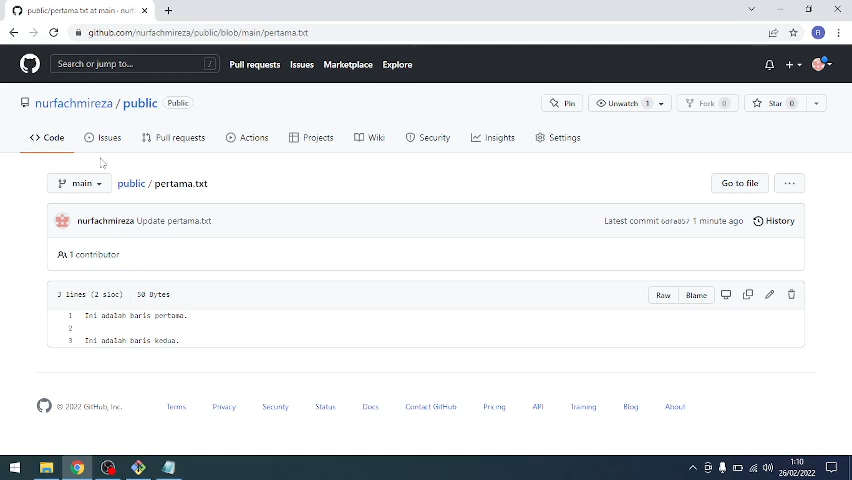 public/pertama.txt at main · nurf
github.com/nurfachmireza/public/blob/main/pertama.txt
Search or jump to... /
Pull requests Issues Marketplace Explore
nurfachmireza / public Public
Pin Unwatch 1 Fork 0 Star 0
Code Issues Pull requests Actions Projects Wiki Security Insights Settings
main public / pertama.txt Go to file ...
nurfachmireza Update pertama.txt Latest commit 6dfa857 1 minute ago History
1 contributor
3 lines (2 sloc) 50 Bytes Raw Blame
1 Ini adalah baris pertama.
2
3 Ini adalah baris kedua.
© 2022 GitHub, Inc. Terms Privacy Security Status Docs Contact GitHub Pricing API Training Blog About
1:10
26/02/2022